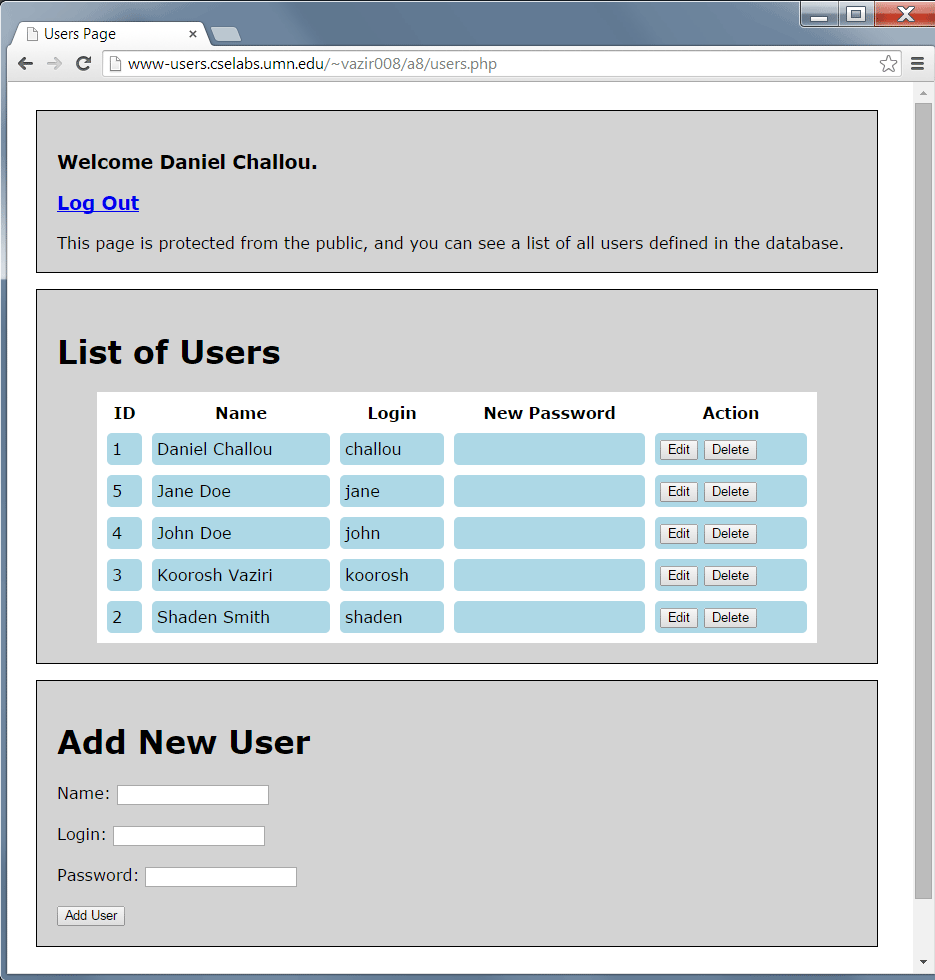 Users Page
www-users.cselabs.umn.edu/~vazir008/a8/users.php
Welcome Daniel Challou.
Log Out
This page is protected from the public, and you can see a list of all users defined in the database.
List of Users
ID Name Login New Password Action
1 Daniel Challou challou Edit Delete
5 Jane Doe jane Edit Delete
4 John Doe john Edit Delete
3 Koorosh Vaziri koorosh Edit Delete
2 Shaden Smith shaden Edit Delete
Add New User
Name:
Login:
Password:
Add User